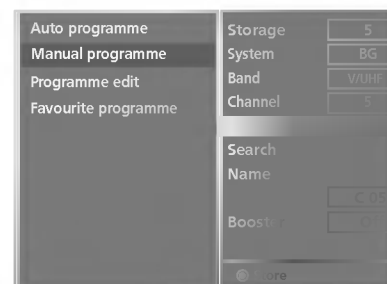 Auto programme
Manual programme
Programme edit
Favourite programme
Storage 5
System BG
Band V/UHF
Channel 5
Search
Name
C 05
Booster
Store